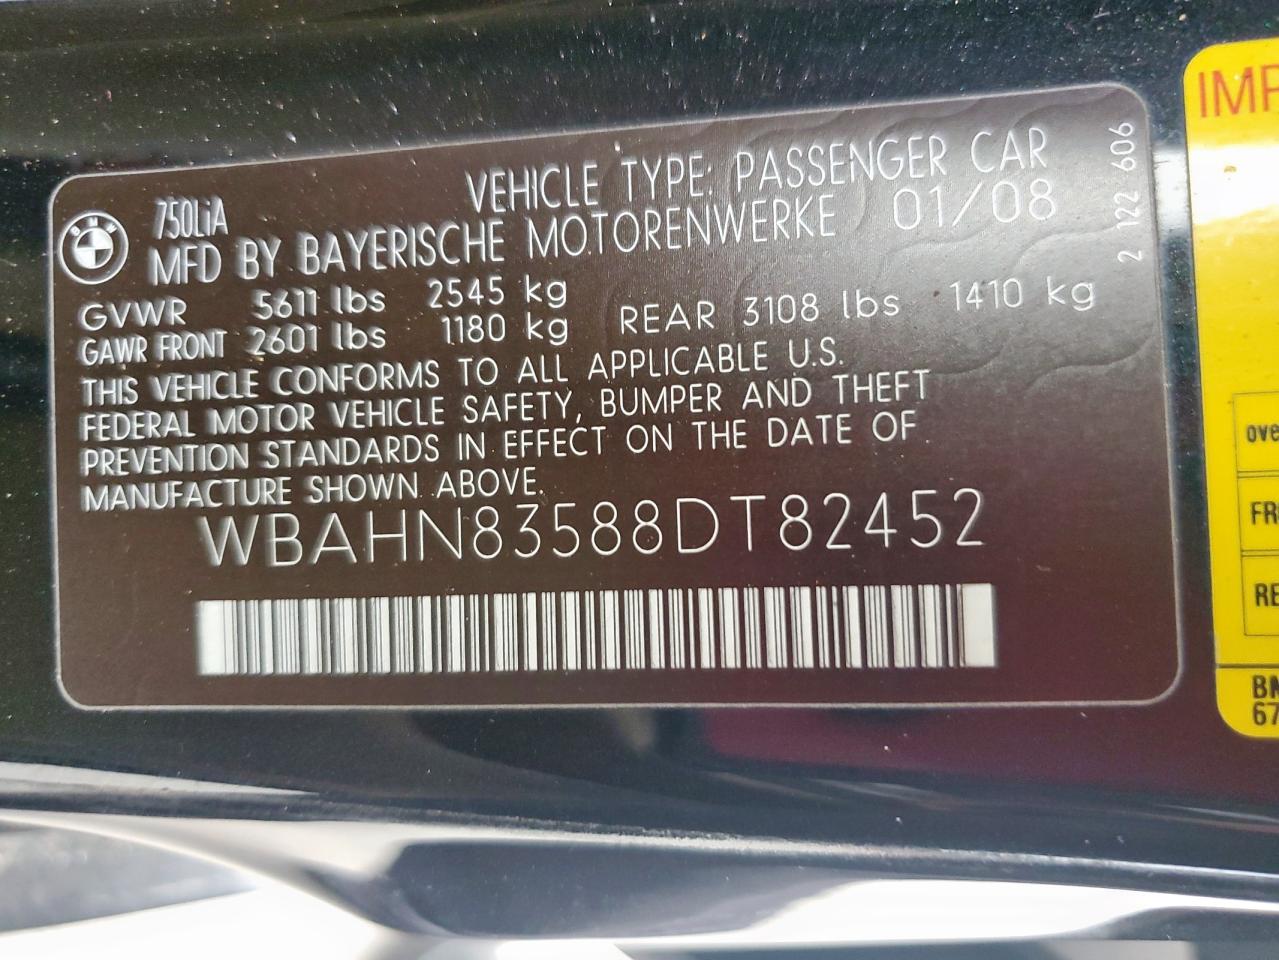 VEHICLE TYPE: PASSENGER CAR
750LiA
MFD BY BAYERISCHE MOTORENWERKE 01/08
GVWR 5611 lbs 2545 kg
GAWR FRONT 2601 lbs 1180 kg REAR 3108 lbs 1410 kg
THIS VEHICLE CONFORMS TO ALL APPLICABLE U.S.
FEDERAL MOTOR VEHICLE SAFETY, BUMPER AND THEFT
PREVENTION STANDARDS IN EFFECT ON THE DATE OF
MANUFACTURE SHOWN ABOVE.
WBAHN83588DT82452
2 122 606